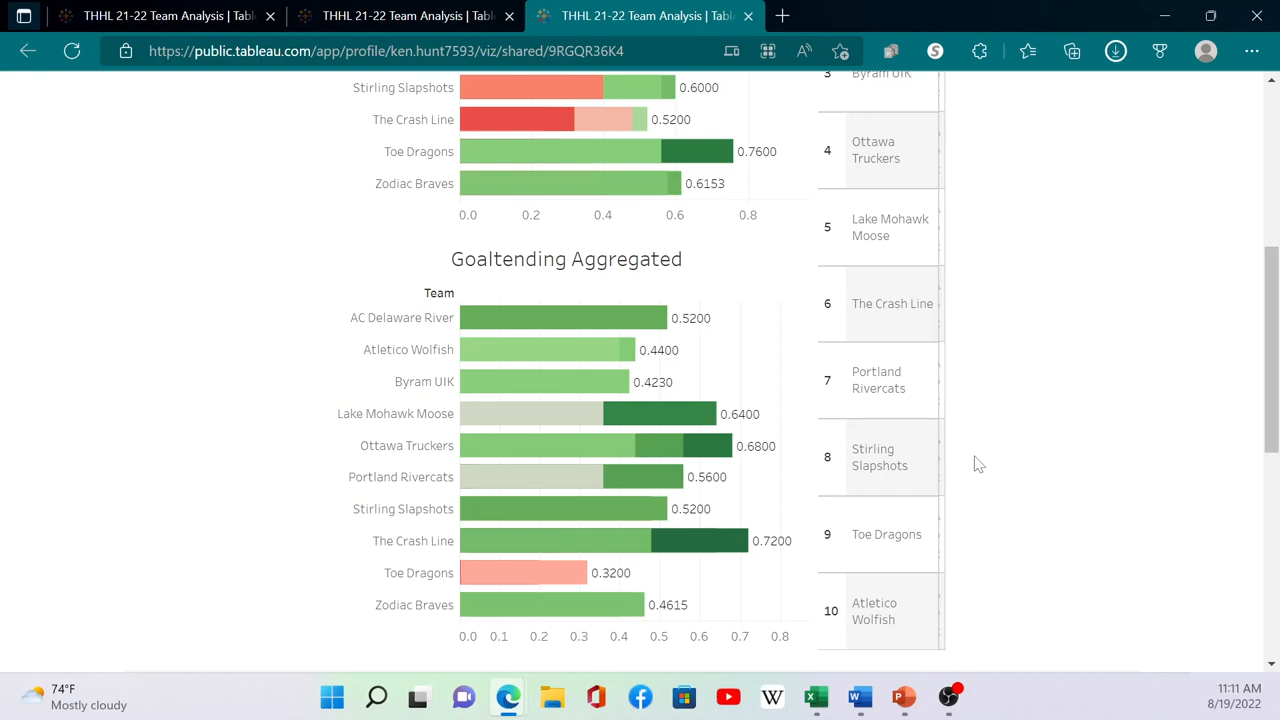 THHL 21-22 Team Analysis | Tabl
THHL 21-22 Team Analysis | Tabl
THHL 21-22 Team Analysis | Tabl
https://public.tableau.com/app/profile/ken.hunt7593/viz/shared/9RGQR36K4
Stirling Slapshots 0.6000
The Crash Line 0.5200
Toe Dragons 0.7600
Zodiac Braves 0.6153
0.0 0.2 0.4 0.6 0.8
Goaltending Aggregated
Team
AC Delaware River 0.5200
Atletico Wolfish 0.4400
Byram UIK 0.4230
Lake Mohawk Moose 0.6400
Ottawa Truckers 0.6800
Portland Rivercats 0.5600
Stirling Slapshots 0.5200
The Crash Line 0.7200
Toe Dragons 0.3200
Zodiac Braves 0.4615
0.0 0.1 0.2 0.3 0.4 0.5 0.6 0.7 0.8
3 Byram UIK
4 Ottawa
Truckers
5 Lake Mohawk
Moose
6 The Crash Line
7 Portland
Rivercats
8 Stirling
Slapshots
9 Toe Dragons
10 Atletico
Wolfish
74°F
Mostly cloudy
11:11 AM
8/19/2022